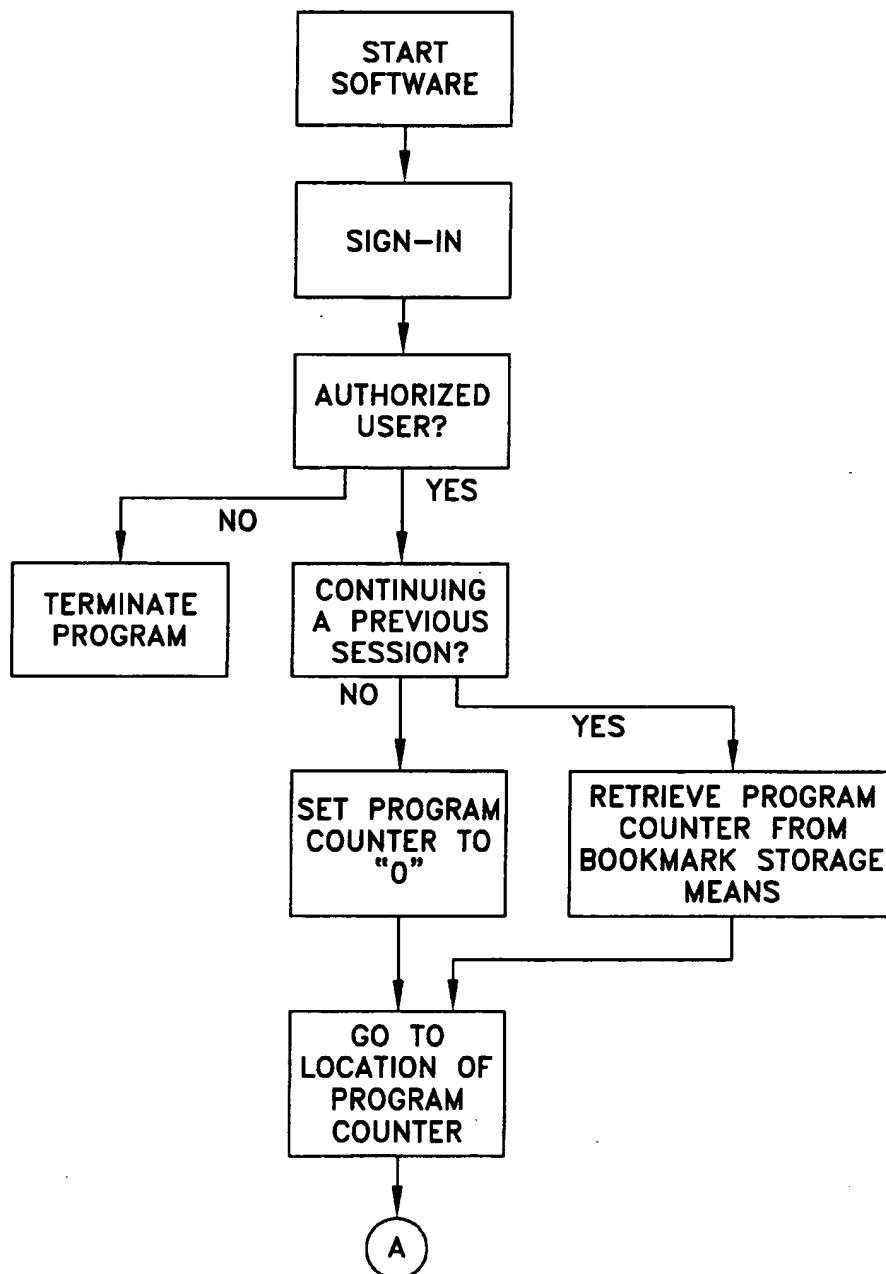 START
SOFTWARE
SIGN-IN
AUTHORIZED
USER?
NO
YES
TERMINATE
PROGRAM
CONTINUING
A PREVIOUS
SESSION?
NO
YES
SET PROGRAM
COUNTER TO
"0"
RETRIEVE PROGRAM
COUNTER FROM
BOOKMARK STORAGE
MEANS
GO TO
LOCATION OF
PROGRAM
COUNTER
A